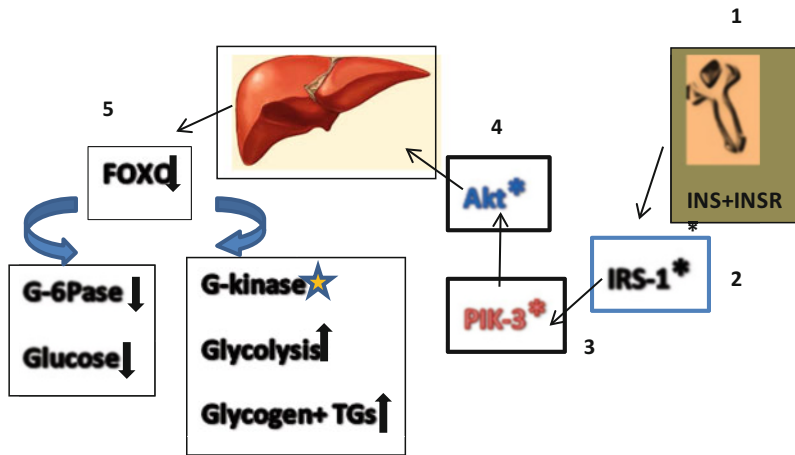 1
INS+INSR
*
IRS-1*
2
PIK-3*
3
4
Akt*
5
FOXO
G-6Pase
Glucose
G-kinase
Glycolysis
Glycogen+ TGs